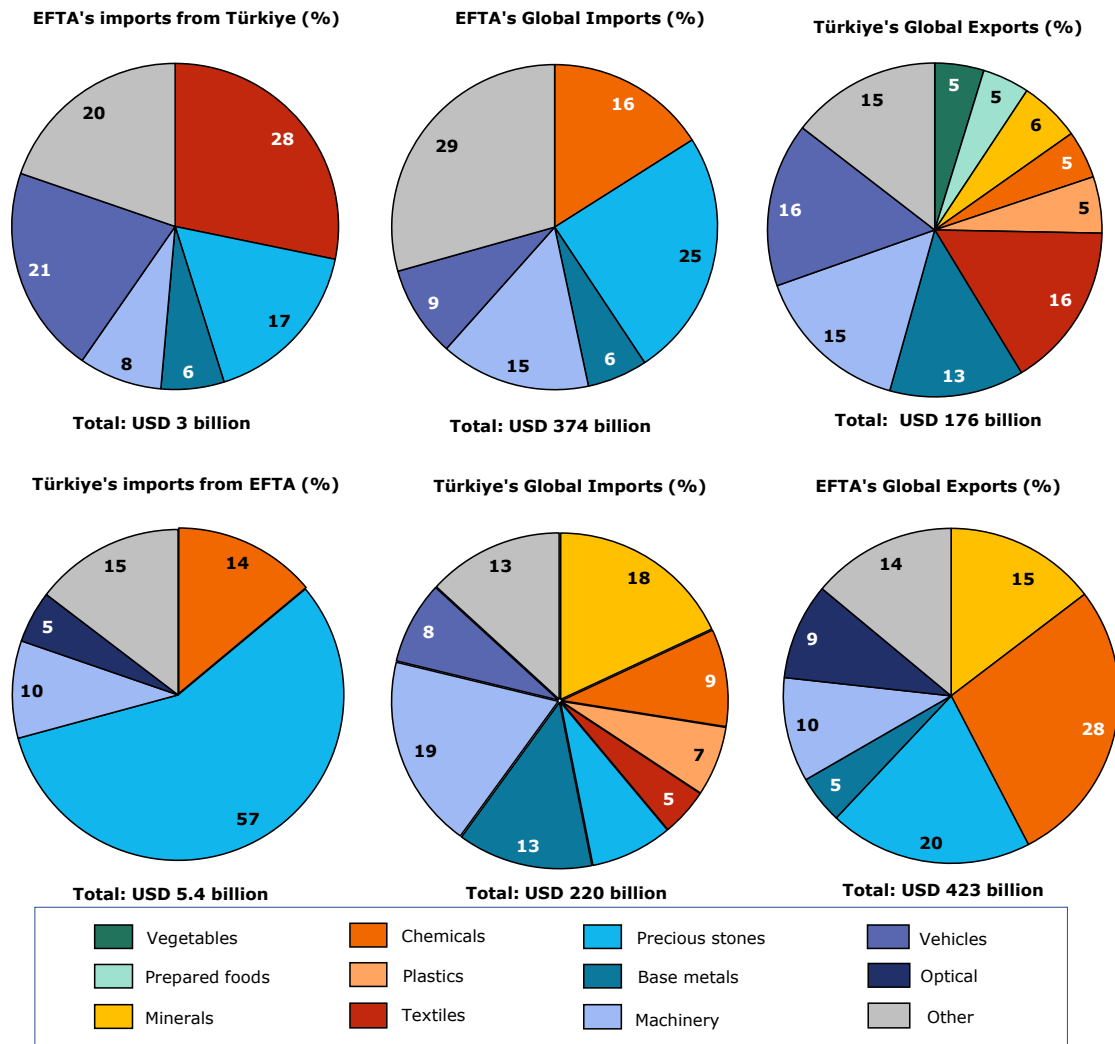 EFTA's imports from Türkiye (%)
28
17
6
8
21
20
Total: USD 3 billion
EFTA's Global Imports (%)
16
25
6
15
9
29
Total: USD 374 billion
Türkiye's Global Exports (%)
5
5
6
5
5
16
13
15
16
15
Total:  USD 176 billion
Türkiye's imports from EFTA (%)
14
57
10
5
15
Total: USD 5.4 billion
Türkiye's Global Imports (%)
18
9
7
5
13
19
8
13
Total: USD 220 billion
EFTA's Global Exports (%)
15
28
20
5
10
9
14
Total: USD 423 billion
Vegetables
Chemicals
Precious stones
Vehicles
Prepared foods
Plastics
Base metals
Optical
Minerals
Textiles
Machinery
Other